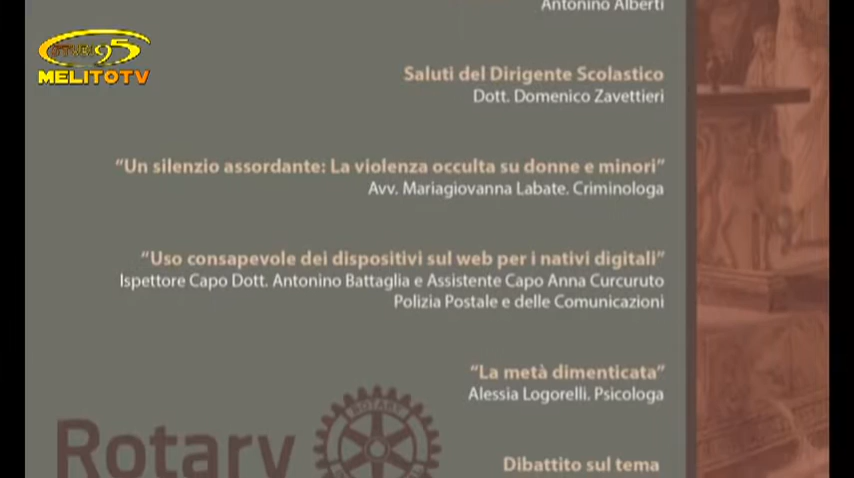 Antonino Alberti
95
MELITOTV
Saluti del Dirigente Scolastico
Dott. Domenico Zavettieri
“Un silenzio assordante: La violenza occulta su donne e minori”
Avv. Mariagiovanna Labate. Criminologa
“Uso consapevole dei dispositivi sul web per i nativi digitali”
Ispettore Capo Dott. Antonino Battaglia e Assistente Capo Anna Curcuruto
Polizia Postale e delle Comunicazioni
“La metà dimenticata”
Alessia Logorelli. Psicologa
Rotary
ROTARY
Dibattito sul tema